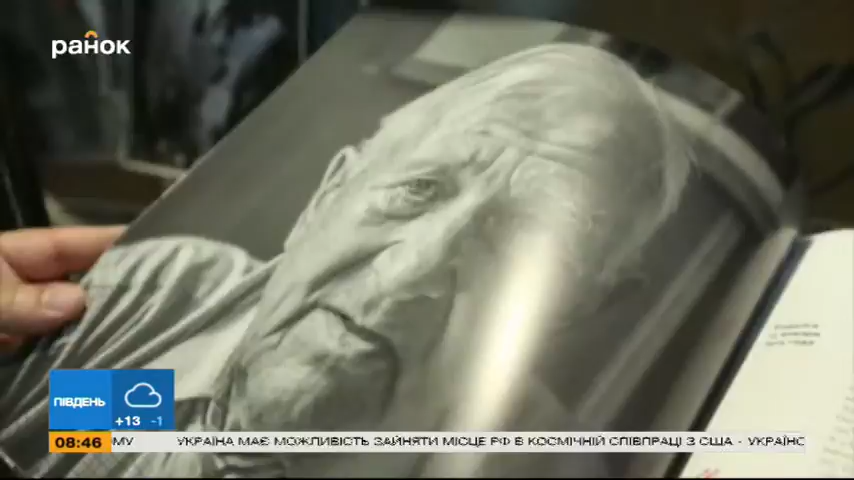 ранок
ПІВДЕНЬ
+13 -1
08:46
МУ УКРАЇНА МАЄ МОЖЛИВІСТЬ ЗАЙНЯТИ МІСЦЕ РФ В КОСМІЧНІЙ СПІВПРАЦІ З США • УКРАЇНС